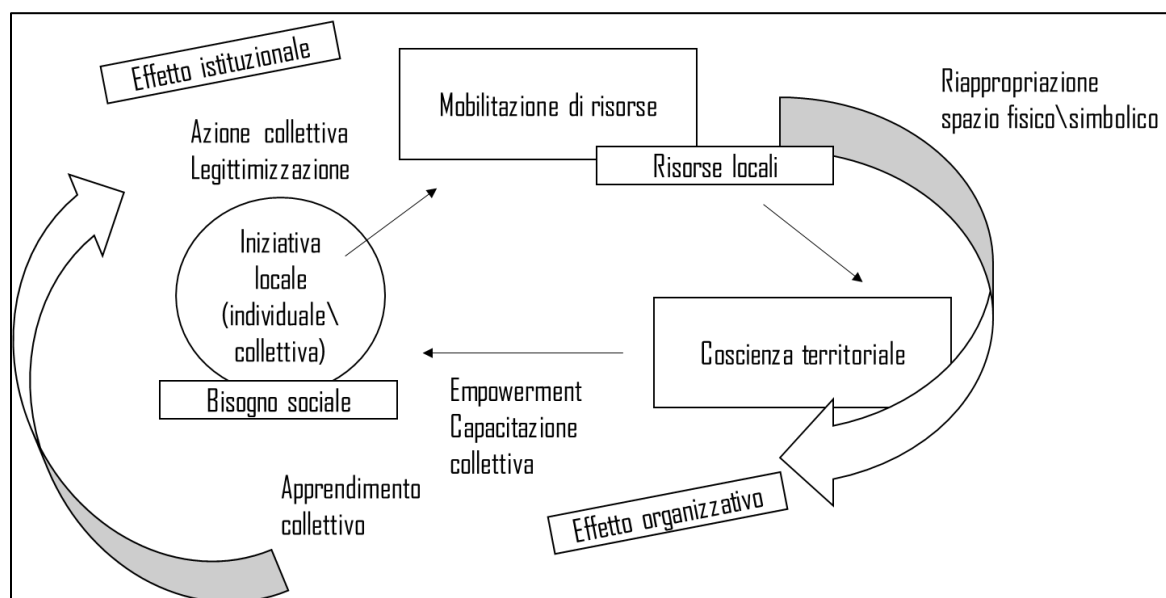 Effetto istituzionale
Mobilitazione di risorse
Risorse locali
Riappropriazione
spazio fisico\simbolico
Azione collettiva
Legittimizzazione
Iniziativa
locale
(individuale\
collettiva)
Bisogno sociale
Coscienza territoriale
Empowerment
Capacitazione
collettiva
Apprendimento
collettivo
Effetto organizzativo